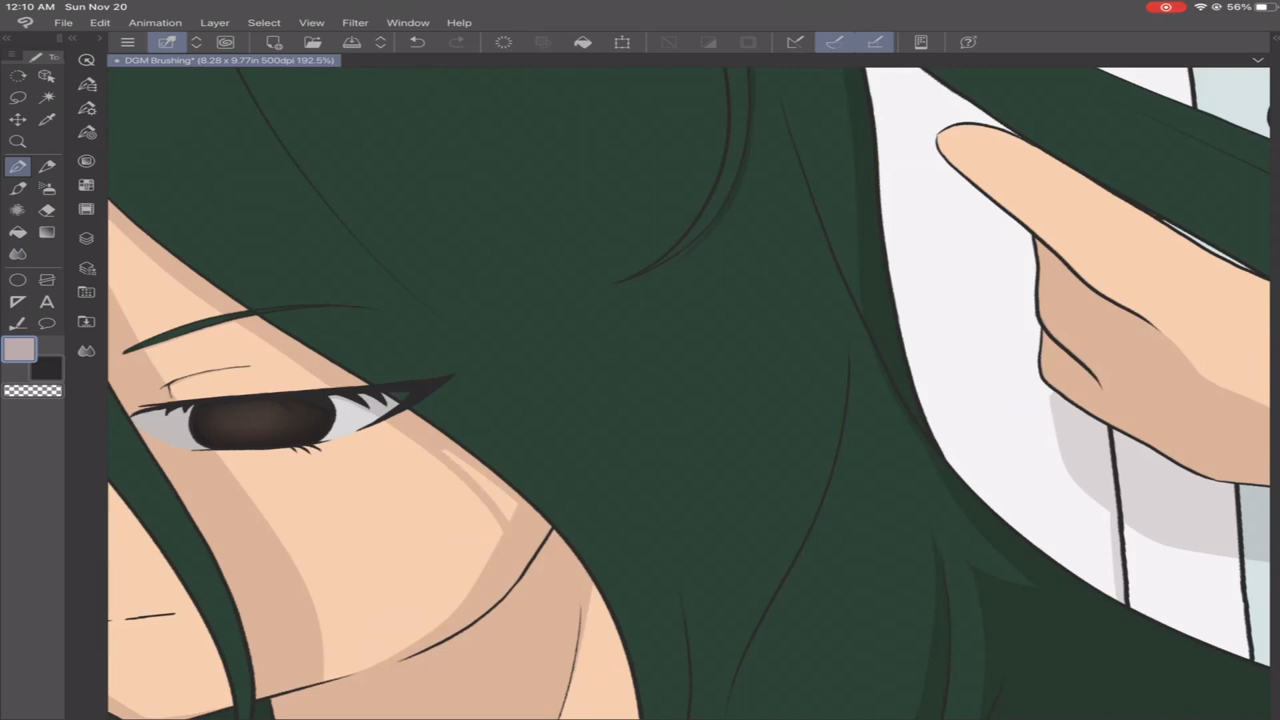 12:10 AM Sun Nov 20 56%
File Edit Animation Layer Select View Filter Window Help
To
DGM Brushing* (8.28 x 9.77in 500dpi 192.5%)
A